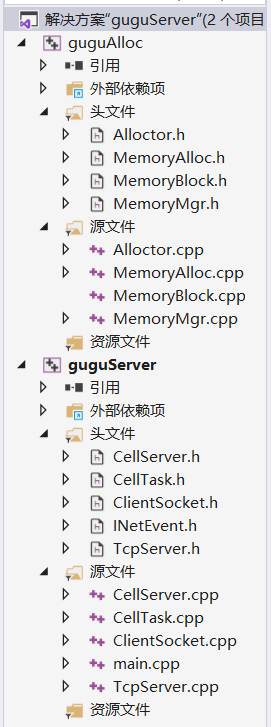 解决方案"guguServer"(2 个项目
guguAlloc
引用
外部依赖项
头文件
Alloctor.h
MemoryAlloc.h
MemoryBlock.h
MemoryMgr.h
源文件
Alloctor.cpp
MemoryAlloc.cpp
MemoryBlock.cpp
MemoryMgr.cpp
资源文件
guguServer
引用
外部依赖项
头文件
CellServer.h
CellTask.h
ClientSocket.h
INetEvent.h
TcpServer.h
源文件
CellServer.cpp
CellTask.cpp
ClientSocket.cpp
main.cpp
TcpServer.cpp
资源文件